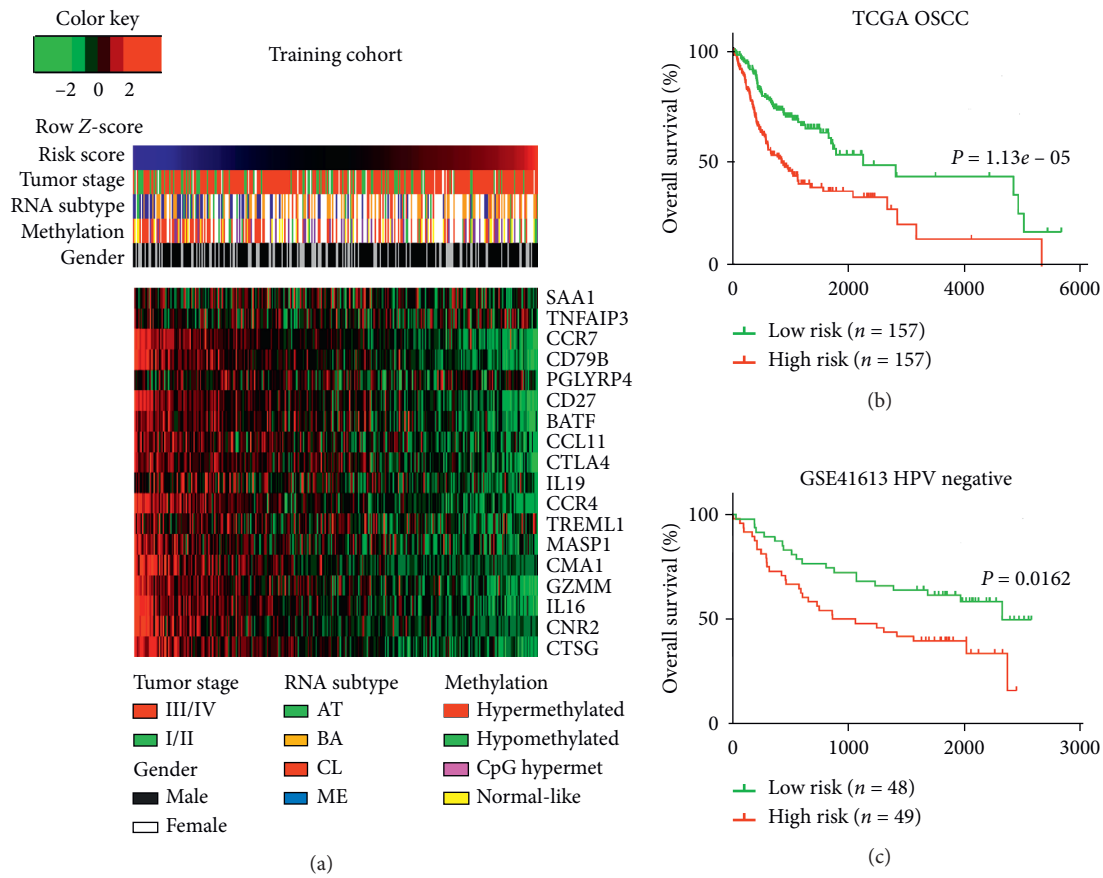 Color key
−2 0 2
Row Z-score
Training cohort
Risk score
Tumor stage
RNA subtype
Methylation
Gender
SAA1
TNFAIP3
CCR7
CD79B
PGLYRP4
CD27
BATF
CCL11
CTLA4
IL19
CCR4
TREML1
MASP1
CMA1
GZMM
IL16
CNR2
CTSG
Tumor stage
III/IV
I/II
Gender
Male
Female
RNA subtype
AT
BA
CL
ME
Methylation
Hypermethylated
Hypomethylated
CpG hypermet
Normal-like
(a)
TCGA OSCC
Overall survival (%)
100
50
0
P = 1.13e − 05
0 2000 4000 6000
Low risk (n = 157)
High risk (n = 157)
(b)
GSE41613 HPV negative
Overall survival (%)
100
50
0
P = 0.0162
0 1000 2000 3000
Low risk (n = 48)
High risk (n = 49)
(c)